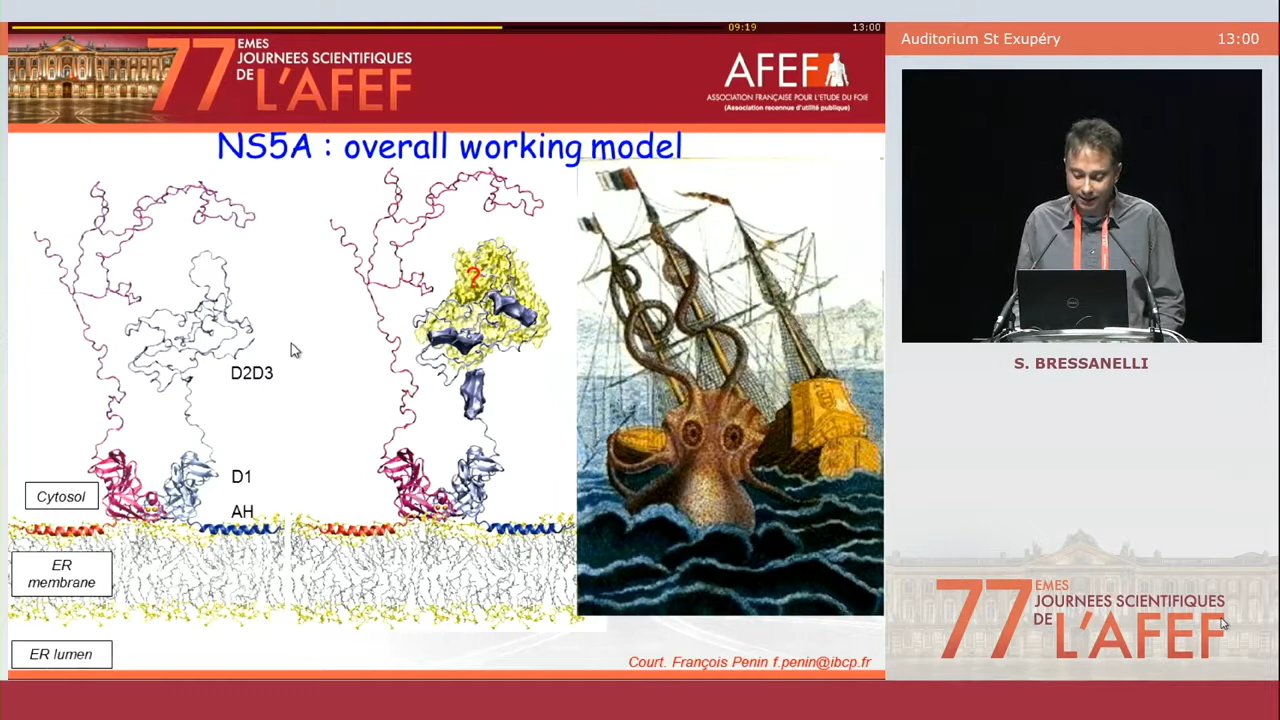 09:19
13:00
77
EMES
JOURNEES SCIENTIFIQUES
DE L'AFEF
AFEF
ASSOCIATION FRANÇAISE POUR L'ETUDE DU FOIE
(Association reconnue d'utilité publique)
Auditorium St Exupéry
13:00
NS5A : overall working model
?
D2D3
D1
AH
Cytosol
ER
membrane
ER lumen
Court. François Penin f.penin@ibcp.fr
S. BRESSANELLI
77
EMES
JOURNEES SCIENTIFIQUES
DE L'AFEF